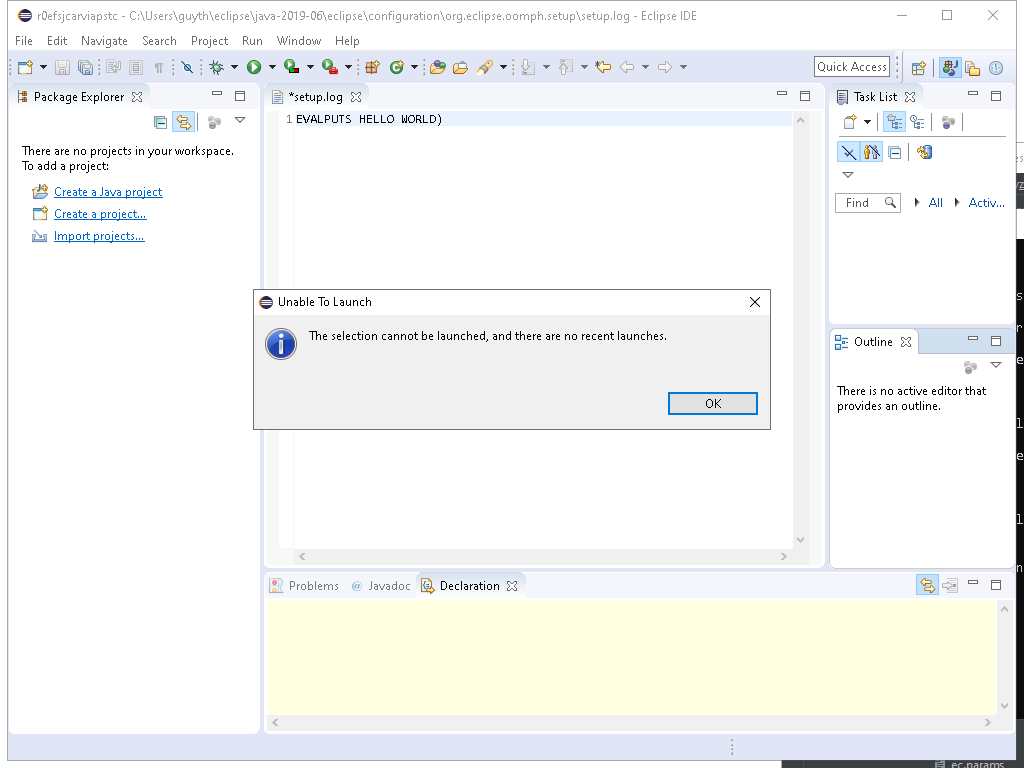 r0efsjcarviapstc - C:\Users\guyth\eclipse\java-2019-06\eclipse\configuration\org.eclipse.oomph.setup\setup.log - Eclipse IDE
File Edit Navigate Search Project Run Window Help
Quick Access
Package Explorer
There are no projects in your workspace.
To add a project:
Create a Java project
Create a project...
Import projects...
*setup.log
1 EVALPUTS HELLO WORLD)
Task List
Find
All
Activ...
Unable To Launch
The selection cannot be launched, and there are no recent launches.
OK
Outline
There is no active editor that
provides an outline.
Problems @ Javadoc Declaration
ec.params